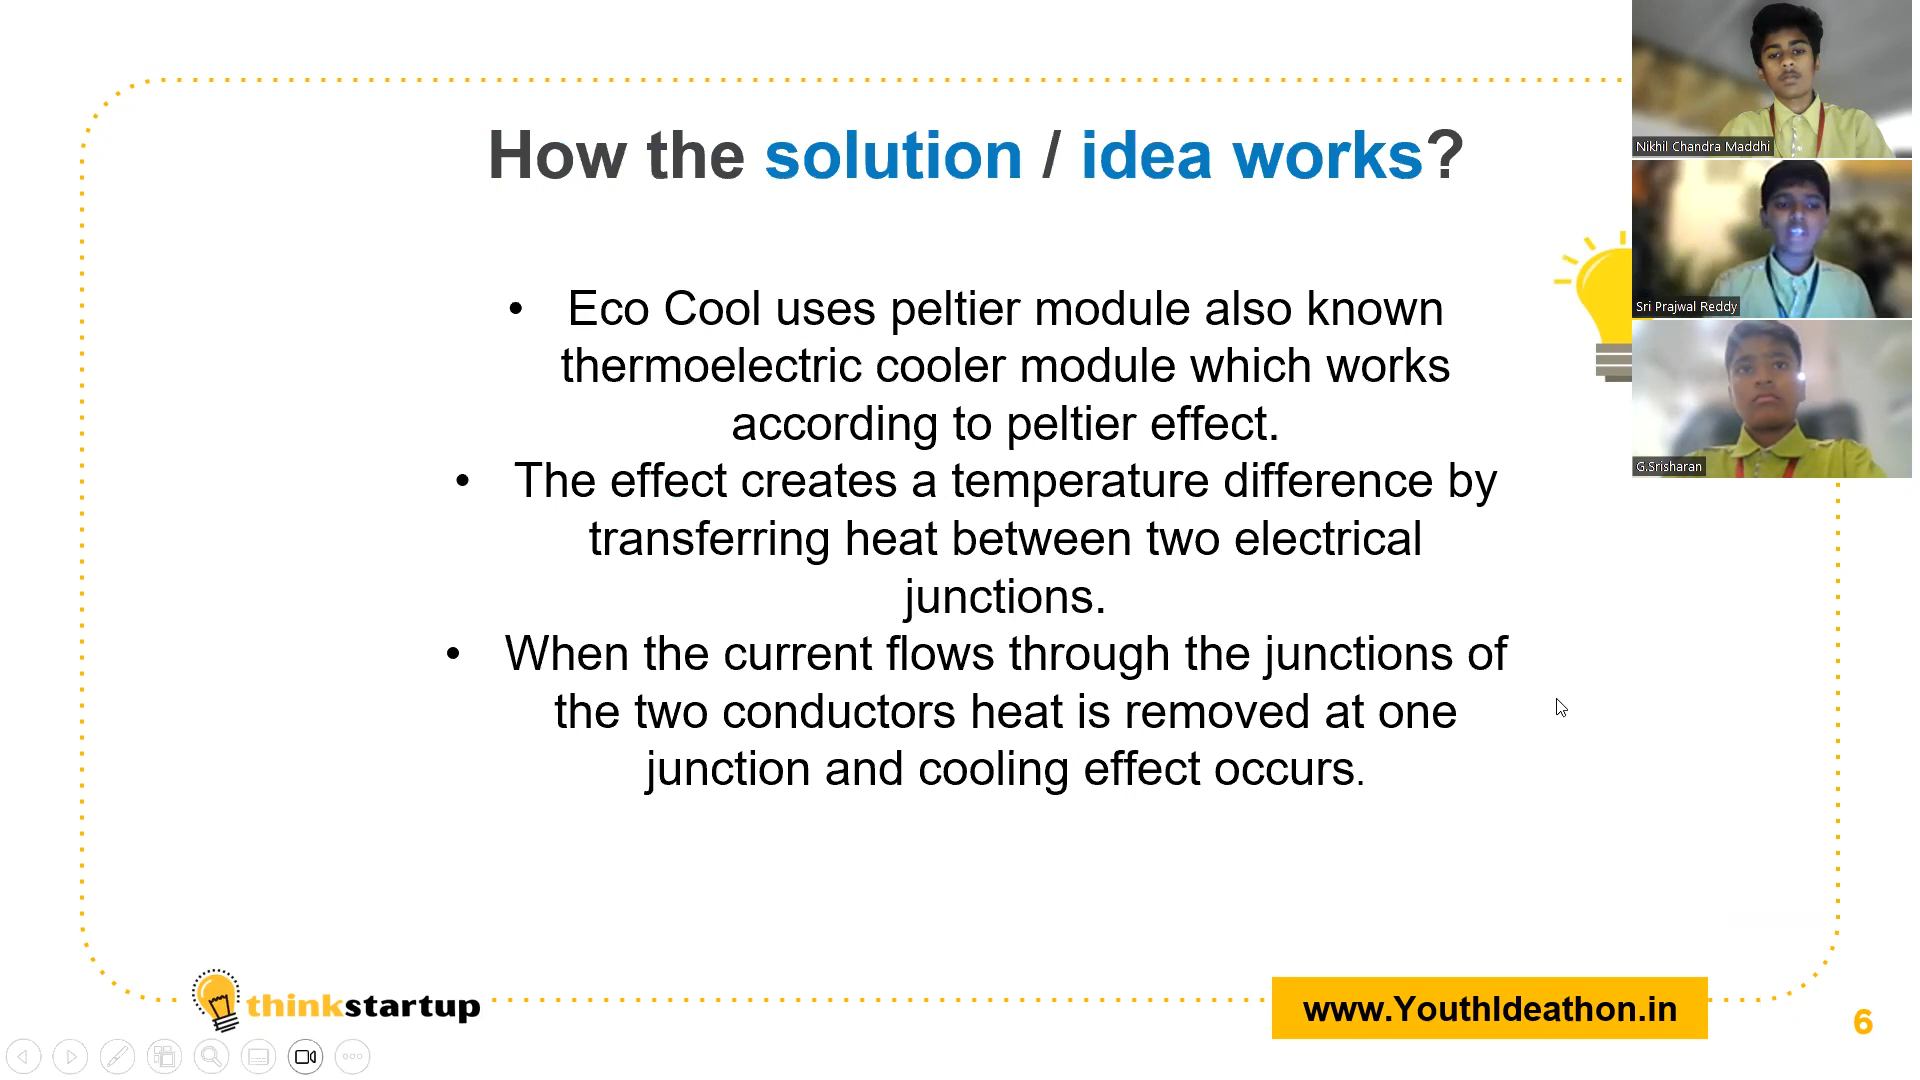 How the solution / idea works?
• Eco Cool uses peltier module also known
thermoelectric cooler module which works
according to peltier effect.
• The effect creates a temperature difference by
transferring heat between two electrical
junctions.
• When the current flows through the junctions of
the two conductors heat is removed at one
junction and cooling effect occurs.
Nikhil Chandra Maddhi
Sri Prajwal Reddy
G.Srisharan
thinkstartup
www.YouthIdeathon.in
6